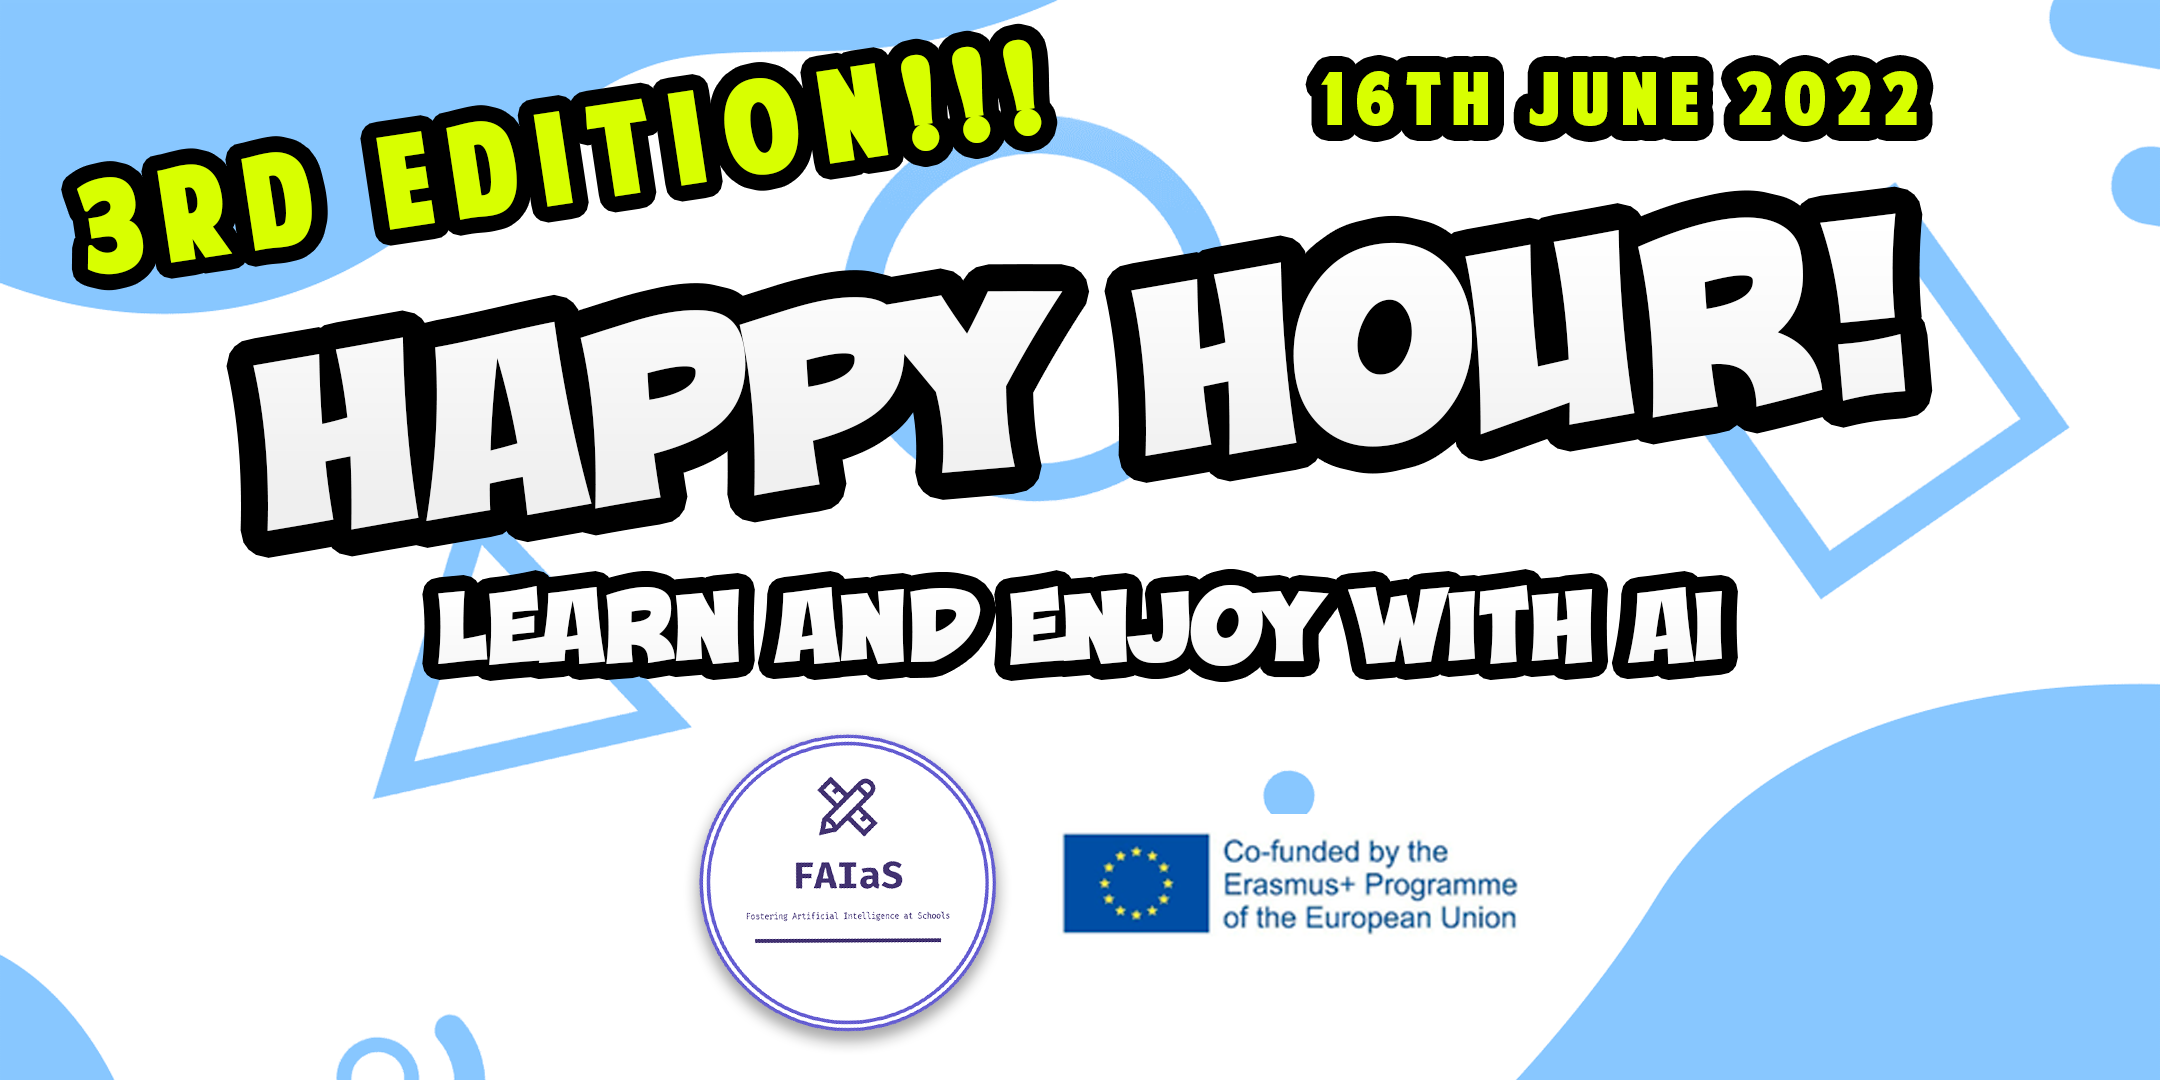 3RD EDITION!!!
16TH JUNE 2022
HAPPY HOUR!
LEARN AND ENJOY WITH AI
FAIaS
Fostering Artificial Intelligence at Schools
Co-funded by the
Erasmus+ Programme
of the European Union